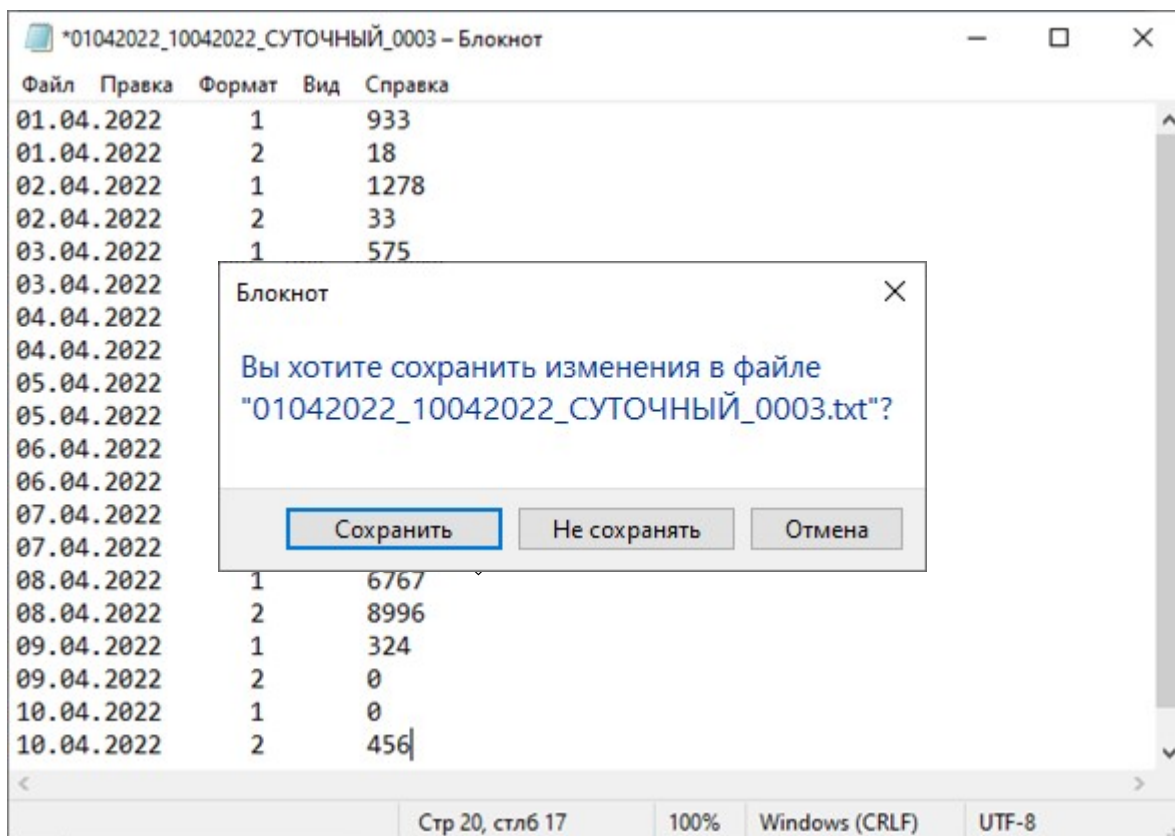 *01042022_10042022_СУТОЧНЫЙ_0003 – Блокнот
Файл Правка Формат Вид Справка
01.04.2022 1 933
01.04.2022 2 18
02.04.2022 1 1278
02.04.2022 2 33
03.04.2022 1 575
03.04.2022
04.04.2022
04.04.2022
05.04.2022
05.04.2022
06.04.2022
06.04.2022
07.04.2022
07.04.2022
Блокнот
Вы хотите сохранить изменения в файле
"01042022_10042022_СУТОЧНЫЙ_0003.txt"?
Сохранить Не сохранять Отмена
08.04.2022 1 6767
08.04.2022 2 8996
09.04.2022 1 324
09.04.2022 2 0
10.04.2022 1 0
10.04.2022 2 456
Стр 20, стлб 17 100% Windows (CRLF) UTF-8